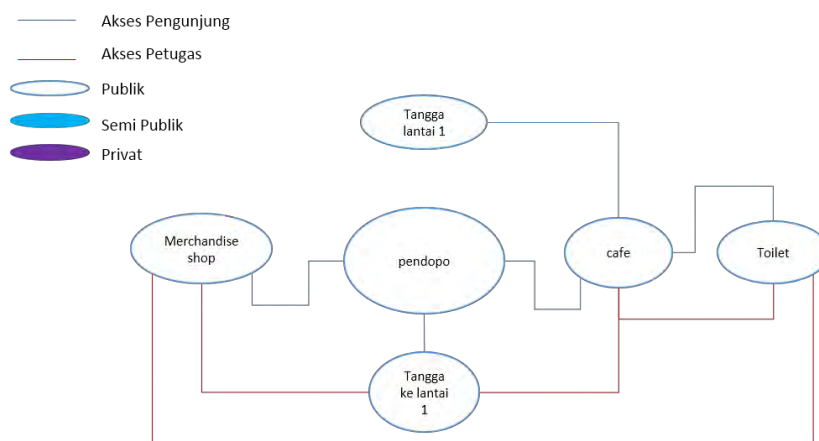 Akses Pengunjung
Akses Petugas
Publik
Semi Publik
Privat
Tangga
lantai 1
Merchandise
shop
pendopo
cafe
Toilet
Tangga
ke lantai
1